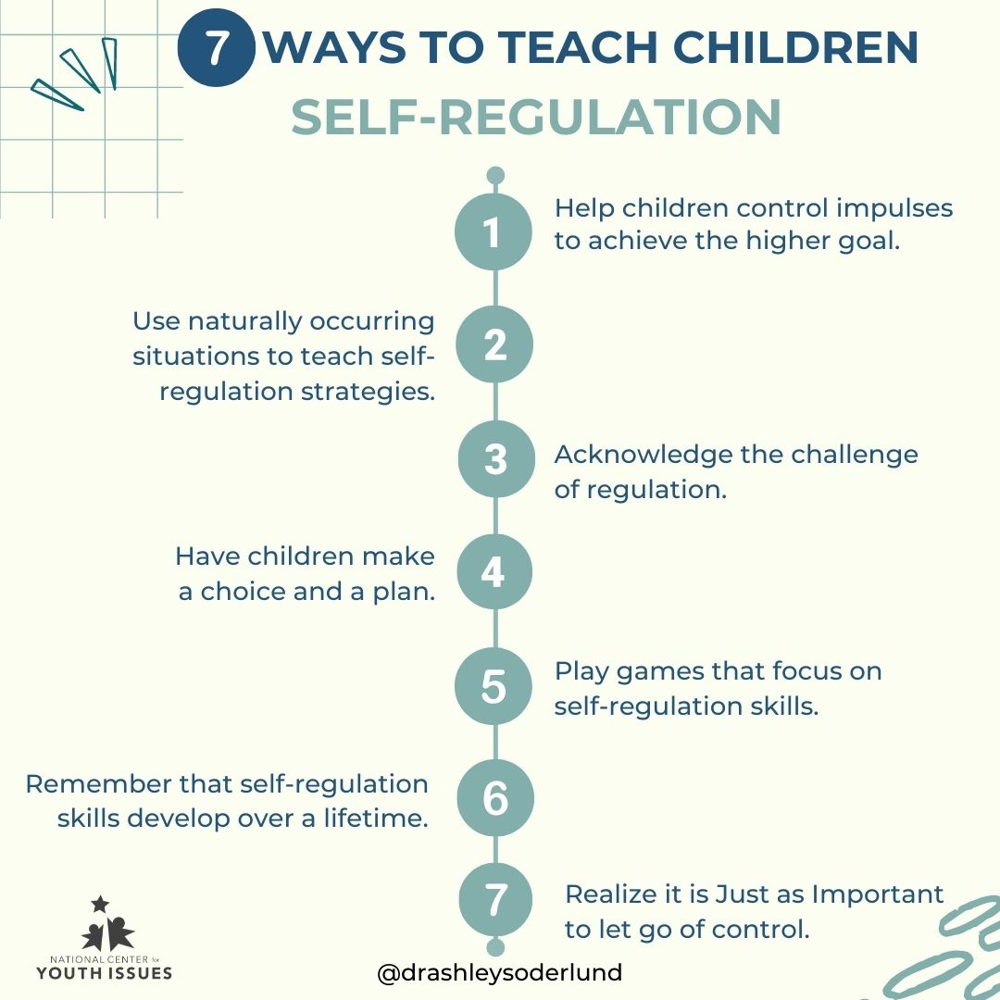 7 WAYS TO TEACH CHILDREN
SELF-REGULATION
1
Help children control impulses
to achieve the higher goal.
2
Use naturally occurring
situations to teach self-
regulation strategies.
3
Acknowledge the challenge
of regulation.
4
Have children make
a choice and a plan.
5
Play games that focus on
self-regulation skills.
6
Remember that self-regulation
skills develop over a lifetime.
7
Realize it is Just as Important
to let go of control.
NATIONAL CENTER for
YOUTH ISSUES
@drashleysoderlund